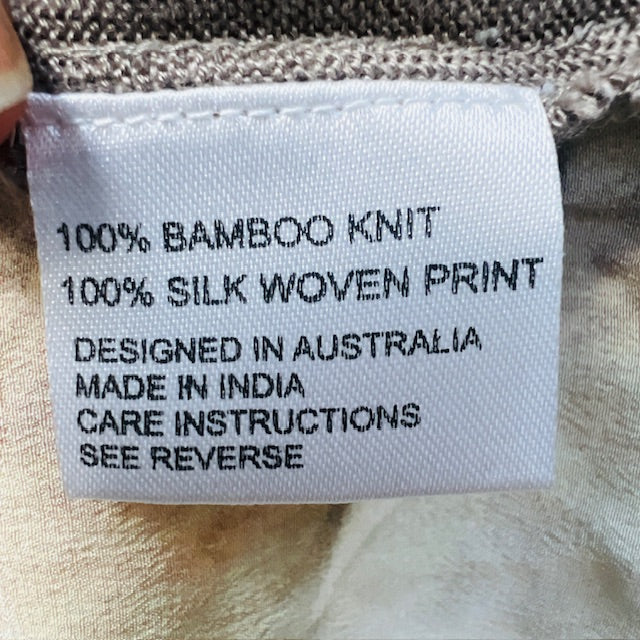 100% BAMBOO KNIT
100% SILK WOVEN PRINT
DESIGNED IN AUSTRALIA
MADE IN INDIA
CARE INSTRUCTIONS
SEE REVERSE